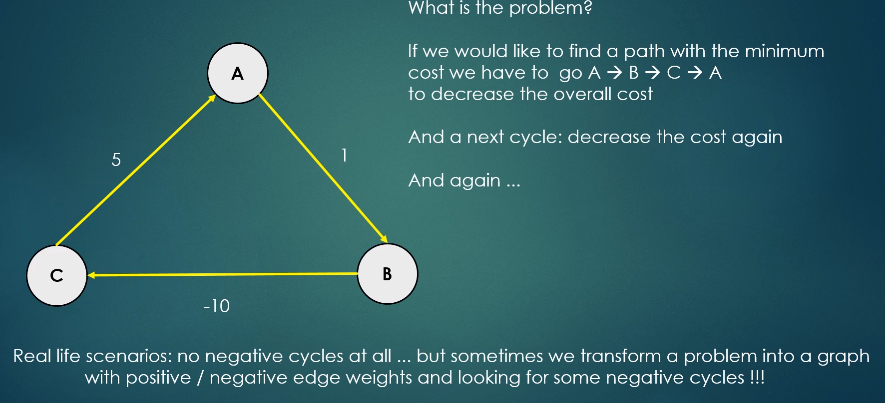 What is the problem?
If we would like to find a path with the minimum
cost we have to go A → B → C → A
to decrease the overall cost
And a next cycle: decrease the cost again
And again ...
A
5
1
C
B
-10
Real life scenarios: no negative cycles at all ... but sometimes we transform a problem into a graph
with positive / negative edge weights and looking for some negative cycles !!!